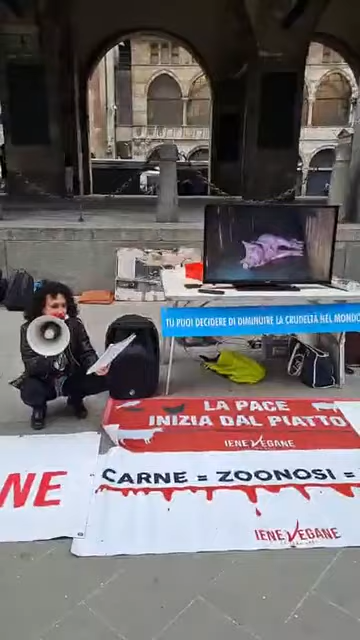 TU PUOI DECIDERE DI DIMINUIRE LA CRUDELTÀ NEL MONDO
LA PACE
INIZIA DAL PIATTO
IENE VEGANE
NE
CARNE = ZOONOSI =
IENE VEGANE